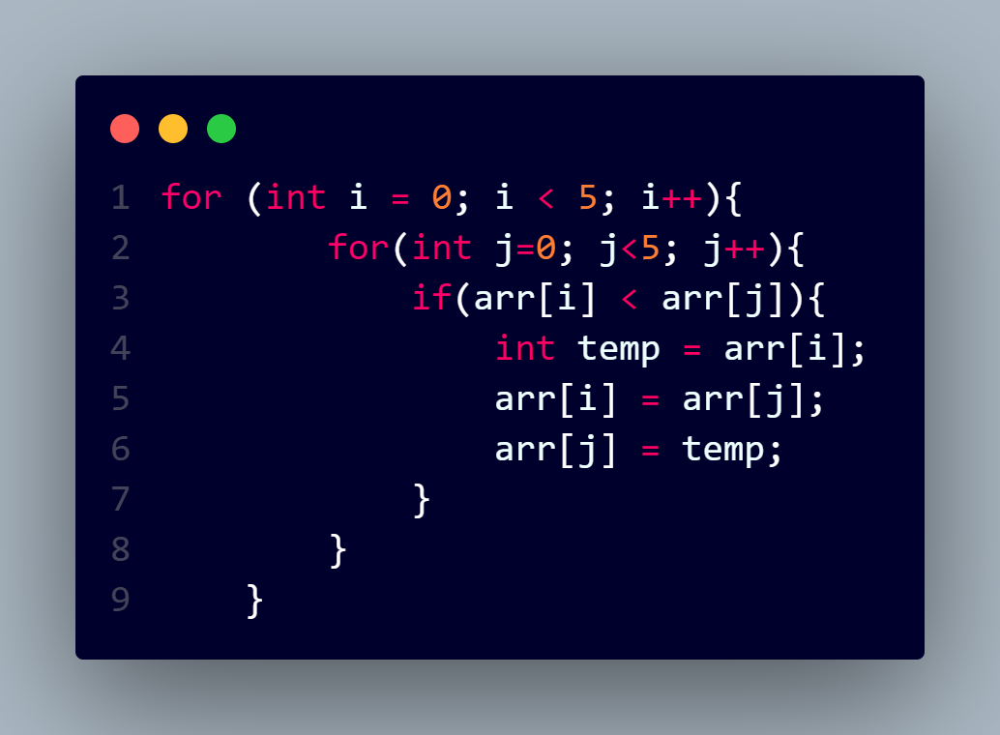 1 for (int i = 0; i < 5; i++){
2         for(int j=0; j<5; j++){
3             if(arr[i] < arr[j]){
4                 int temp = arr[i];
5                 arr[i] = arr[j];
6                 arr[j] = temp;
7             }
8         }
9     }